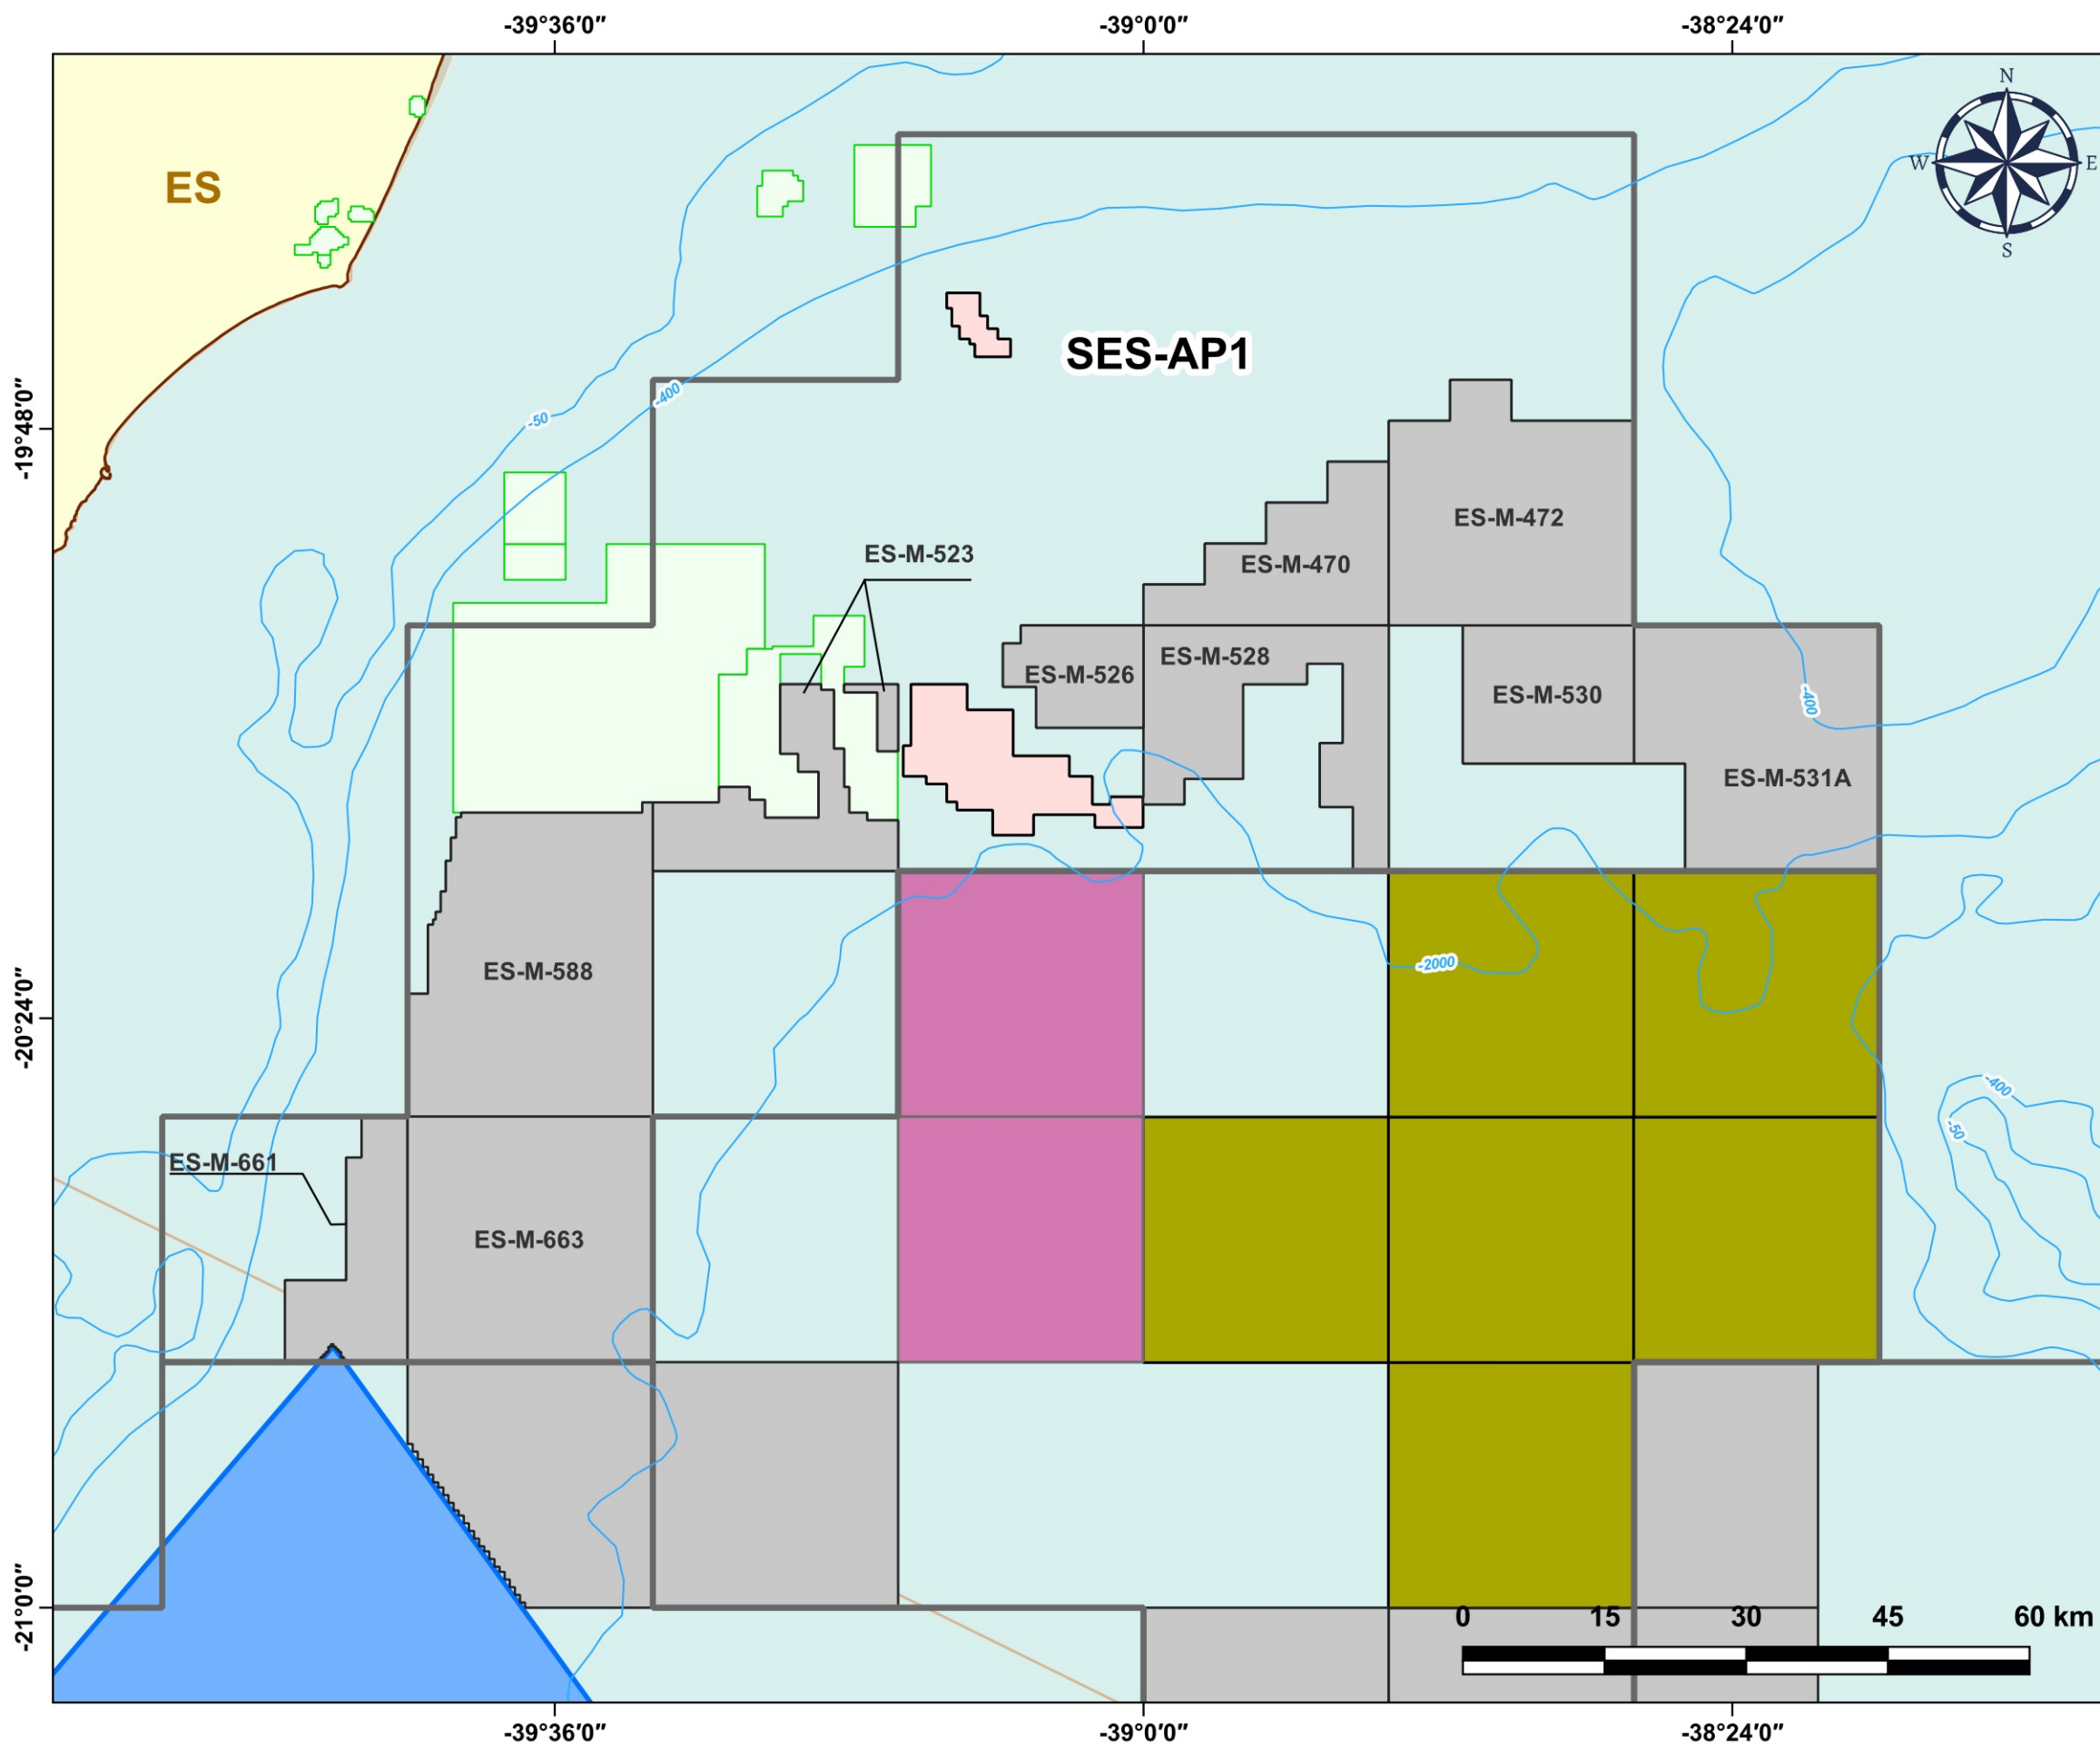 -39°36′0″ -39°0′0″ -38°24′0″
N
W E
S
ES
SES-AP1
-19°48′0″
-50
-400
ES-M-472
ES-M-523
ES-M-470
ES-M-526
ES-M-528
ES-M-530
-400
ES-M-531A
-2000
ES-M-588
-20°24′0″
-400
-50
ES-M-661
ES-M-663
-21°0′0″
0 15 30 45 60 km
-39°36′0″ -39°0′0″ -38°24′0″